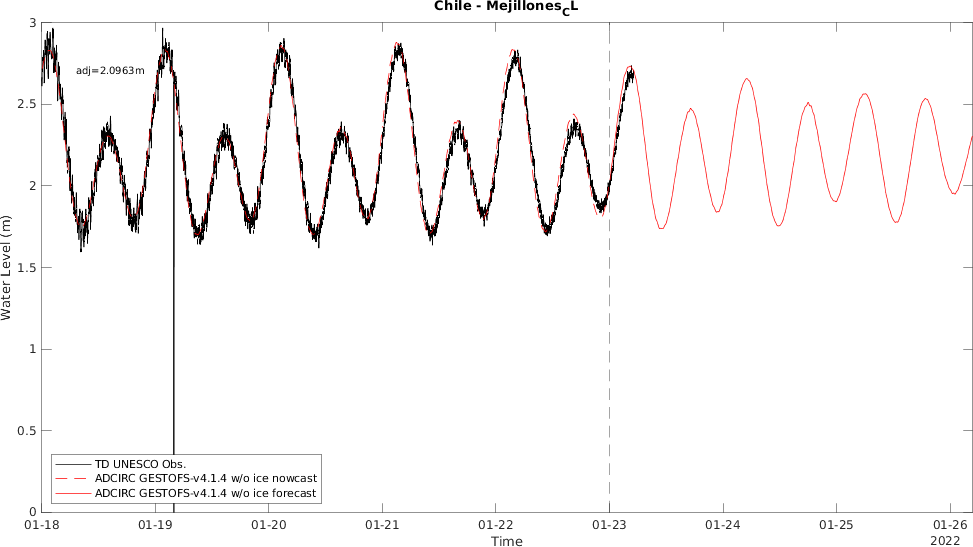 Chile - Mejillones_CL
adj=2.0963m
3
2.5
2
1.5
1
0.5
0
Water Level (m)
TD UNESCO Obs.
ADCIRC GESTOFS-v4.1.4 w/o ice nowcast
ADCIRC GESTOFS-v4.1.4 w/o ice forecast
01-18 01-19 01-20 01-21 01-22 01-23 01-24 01-25 01-26
Time
2022